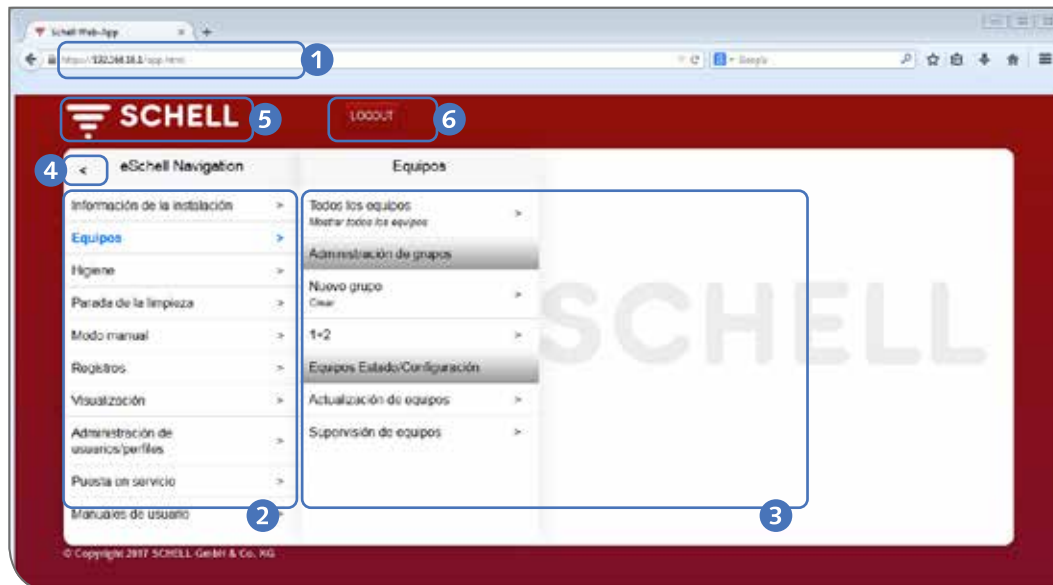 Schell Web-App
https://192.168.18.1/app.html
Google
1
SCHELL
5
LOGOUT
6
4
<
eSchell Navigation
Equipos
Información de la instalación >
Equipos >
Higiene >
Parada de la limpieza >
Modo manual >
Registros >
Visualización >
Administración de
usuarios/perfiles >
Puesta en servicio >
Manuales de usuario >
2
Todos los equipos >
Mostrar todos los equipos
Administración de grupos
Nuevo grupo >
Crear
1+2 >
Equipos Estado/Configuración
Actualización de equipos >
Supervisión de equipos >
3
SCHELL
© Copyright 2017 SCHELL GmbH & Co. KG